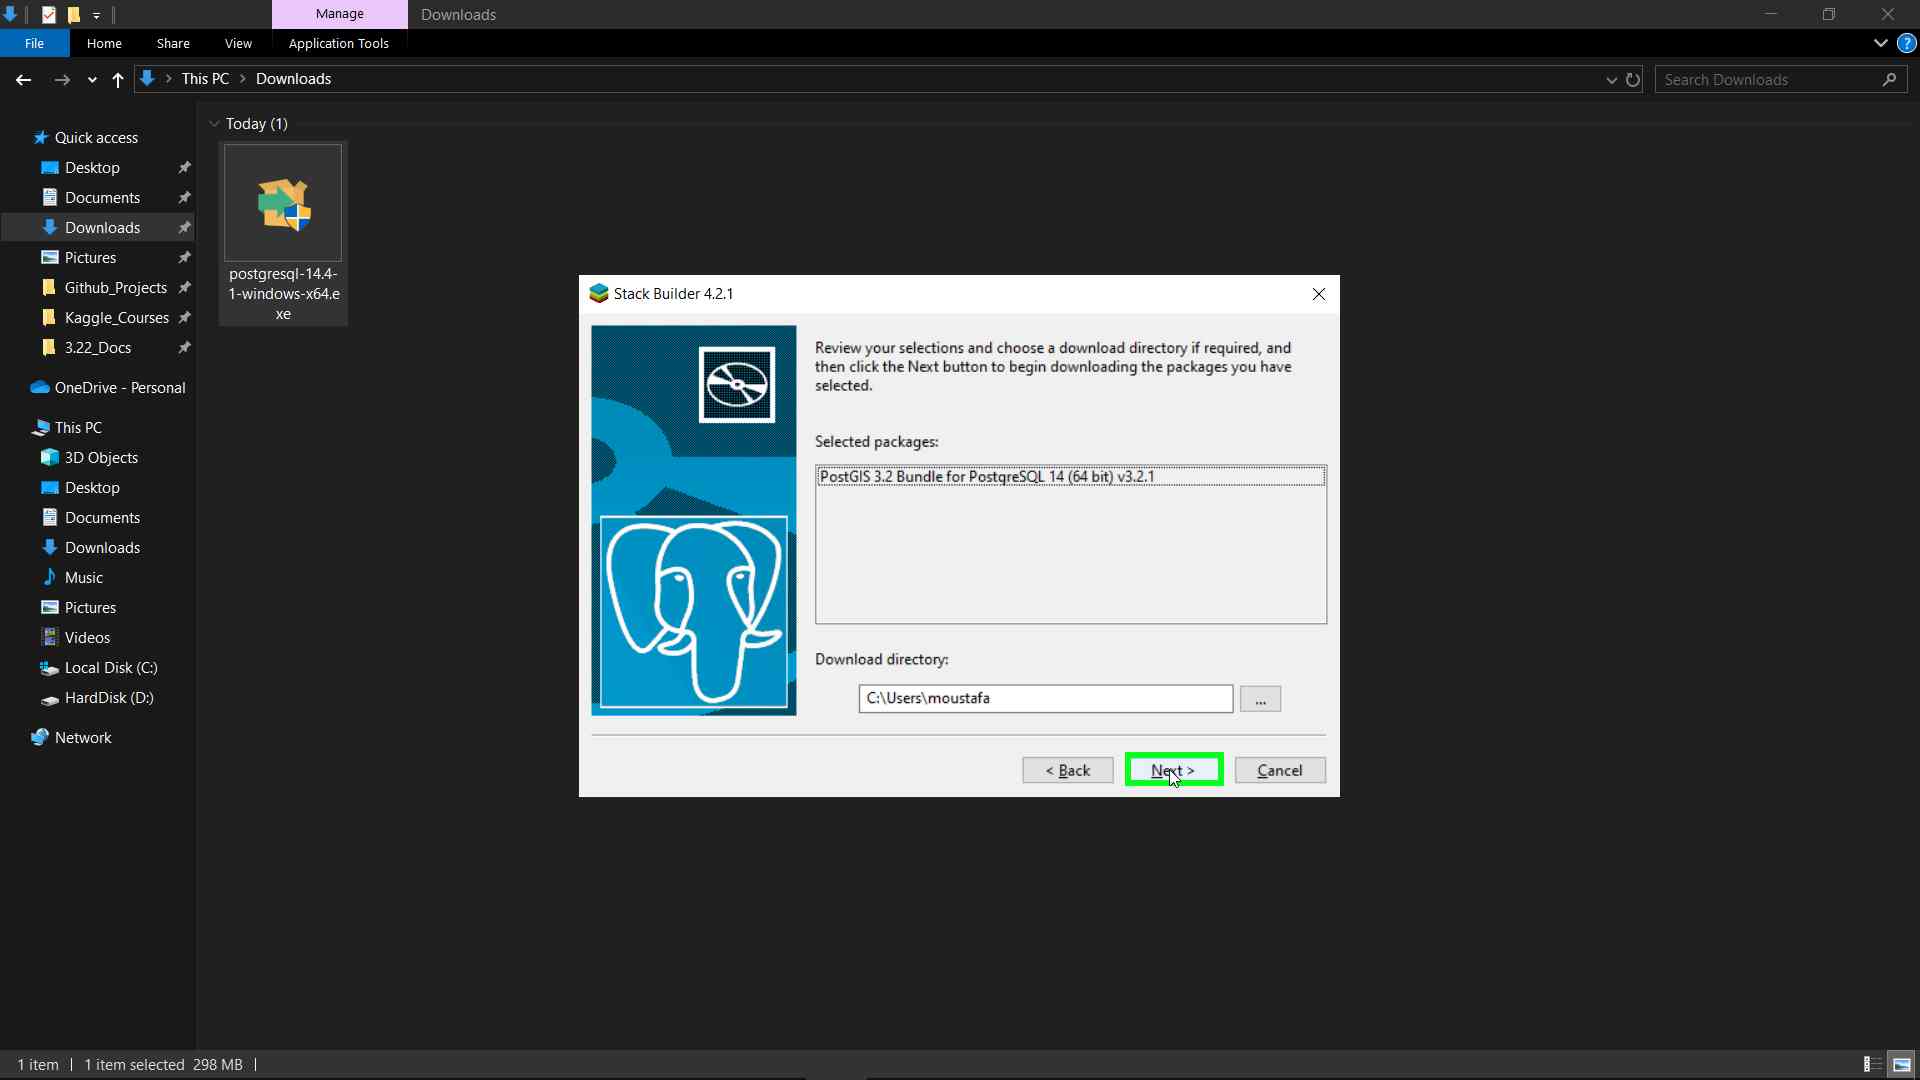 Manage
Downloads
File
Home
Share
View
Application Tools
?
This PC > Downloads
Search Downloads
Quick access
Desktop
Documents
Downloads
Pictures
Github_Projects
Kaggle_Courses
3.22_Docs
OneDrive - Personal
This PC
3D Objects
Desktop
Documents
Downloads
Music
Pictures
Videos
Local Disk (C:)
HardDisk (D:)
Network
Today (1)
postgresql-14.4-
1-windows-x64.e
xe
Stack Builder 4.2.1
Review your selections and choose a download directory if required, and
then click the Next button to begin downloading the packages you have
selected.
Selected packages:
PostGIS 3.2 Bundle for PostgreSQL 14 (64 bit) v3.2.1
Download directory:
C:\Users\moustafa
...
< Back
Next >
Cancel
1 item
1 item selected 298 MB